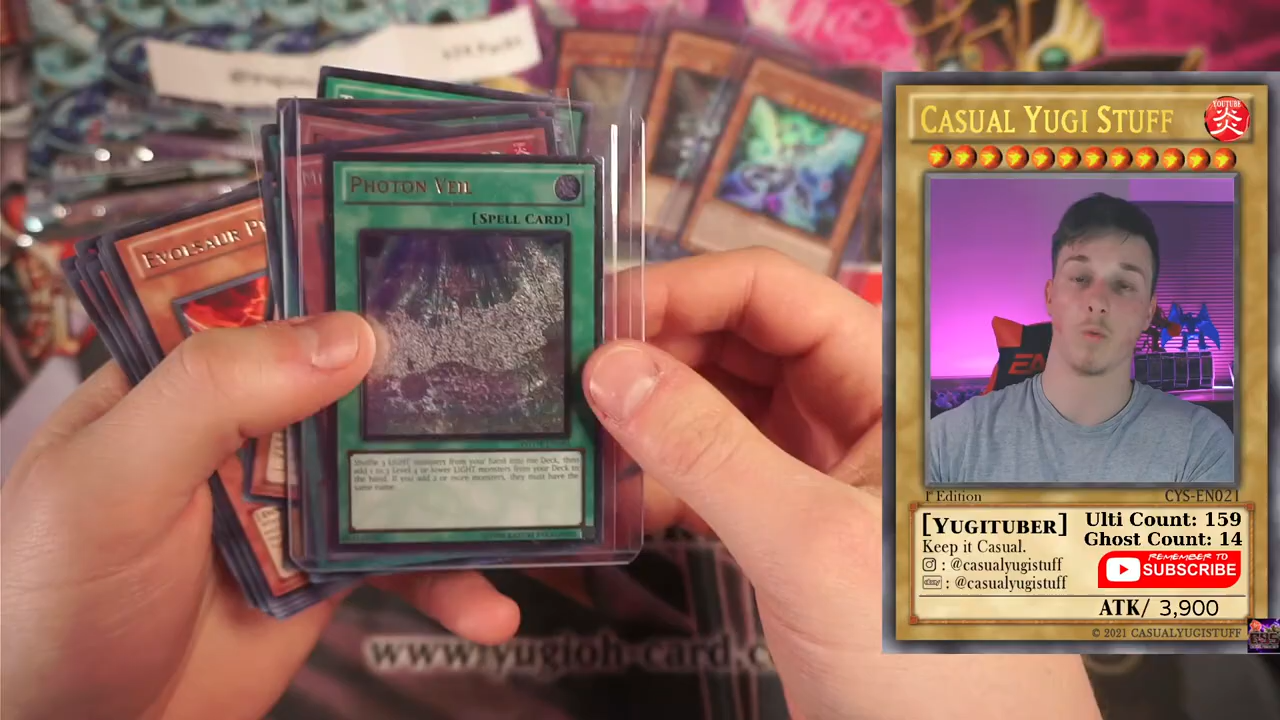 PHOTON VEIL
[SPELL CARD]
Shuffle 3 LIGHT monsters from your hand into the Deck, then
add 1 to 3 Level 4 or lower LIGHT monsters from your Deck to
the hand. If you add 2 or more monsters, they must have the
same name.
EVOLSAUR
www.yugioh-card.c
CASUAL YUGI STUFF
YOUTUBE
炎
EA
1st Edition
CYS-EN021
[YUGITUBER]
Keep it Casual.
: @casualyugistuff
: @casualyugistuff
Ulti Count: 159
Ghost Count: 14
REMEMBER TO
SUBSCRIBE
ATK/ 3,900
© 2021 CASUALYUGISTUFF